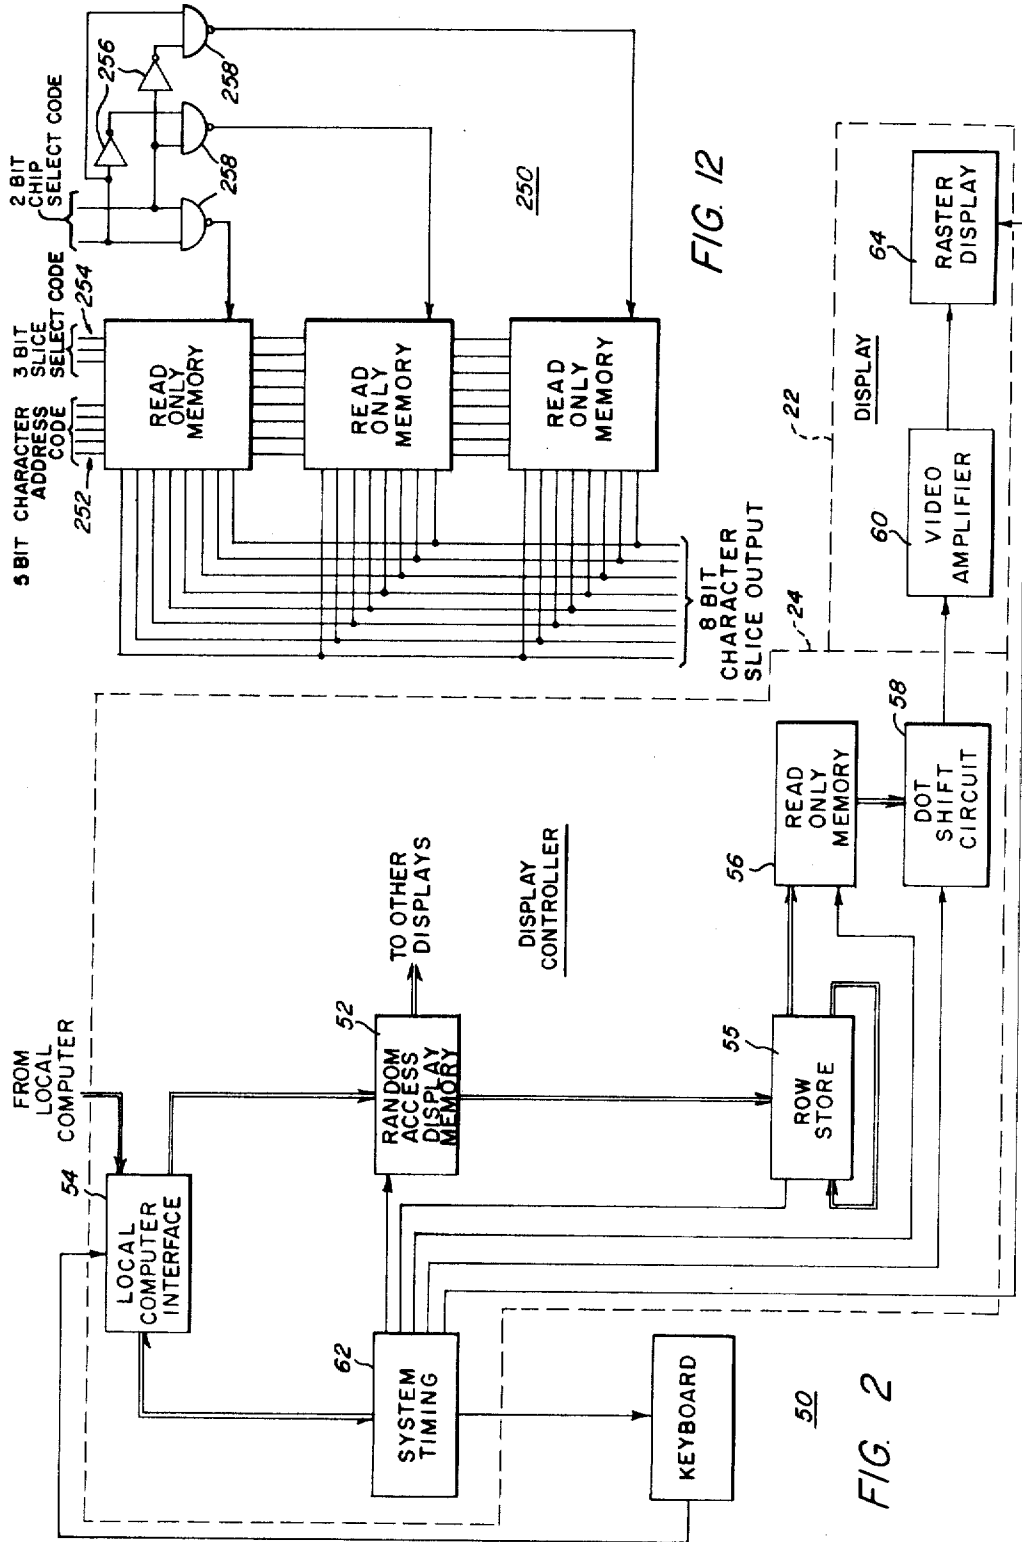 5 BIT CHARACTER
ADDRESS
CODE
252
3 BIT
SLICE
SELECT CODE
254
2 BIT
CHIP
SELECT CODE
256
258
258
258
READ
ONLY
MEMORY
READ
ONLY
MEMORY
READ
ONLY
MEMORY
8 BIT
CHARACTER
SLICE OUTPUT
250
FIG. 12
FROM
LOCAL
COMPUTER
54
LOCAL
COMPUTER
INTERFACE
52
RANDOM
ACCESS
DISPLAY
MEMORY
TO OTHER
DISPLAYS
DISPLAY
CONTROLLER
62
SYSTEM
TIMING
KEYBOARD
55
ROW
STORE
56
READ
ONLY
MEMORY
58
DOT
SHIFT
CIRCUIT
24
22
60
VIDEO
AMPLIFIER
DISPLAY
64
RASTER
DISPLAY
50
FIG. 2